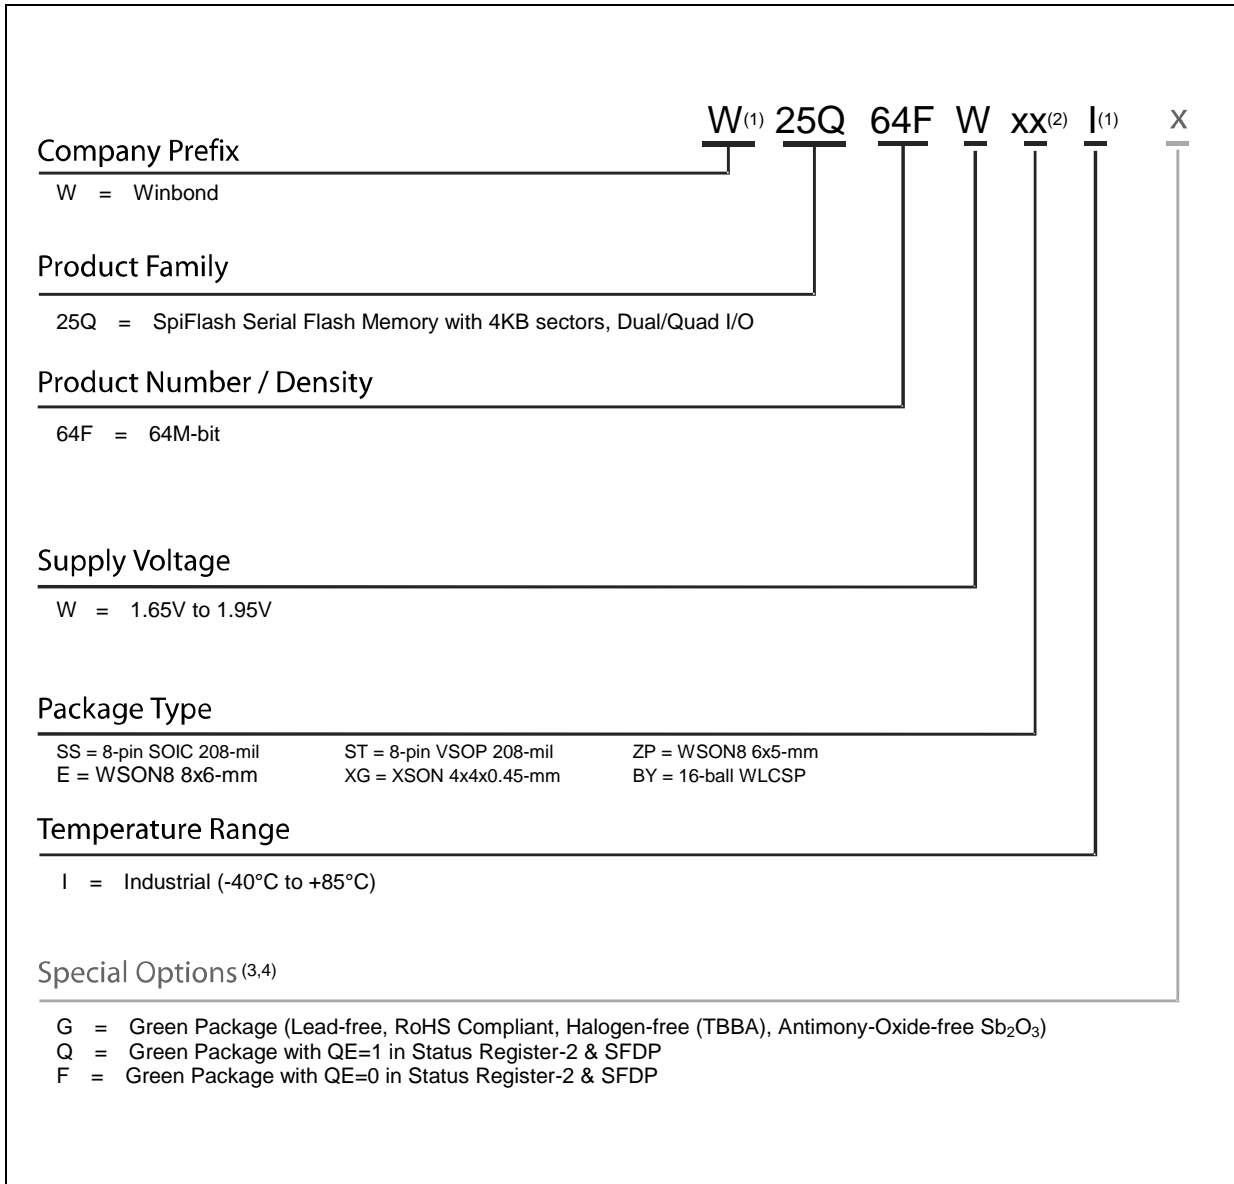 W(1) 25Q 64F W xx(2) I(1) x
Company Prefix
W = Winbond
Product Family
25Q = SpiFlash Serial Flash Memory with 4KB sectors, Dual/Quad I/O
Product Number / Density
64F = 64M-bit
Supply Voltage
W = 1.65V to 1.95V
Package Type
SS = 8-pin SOIC 208-mil ST = 8-pin VSOP 208-mil ZP = WSON8 6x5-mm
E = WSON8 8x6-mm XG = XSON 4x4x0.45-mm BY = 16-ball WLCSP
Temperature Range
I = Industrial (-40°C to +85°C)
Special Options (3,4)
G = Green Package (Lead-free, RoHS Compliant, Halogen-free (TBBA), Antimony-Oxide-free Sb₂O₃)
Q = Green Package with QE=1 in Status Register-2 & SFDP
F = Green Package with QE=0 in Status Register-2 & SFDP